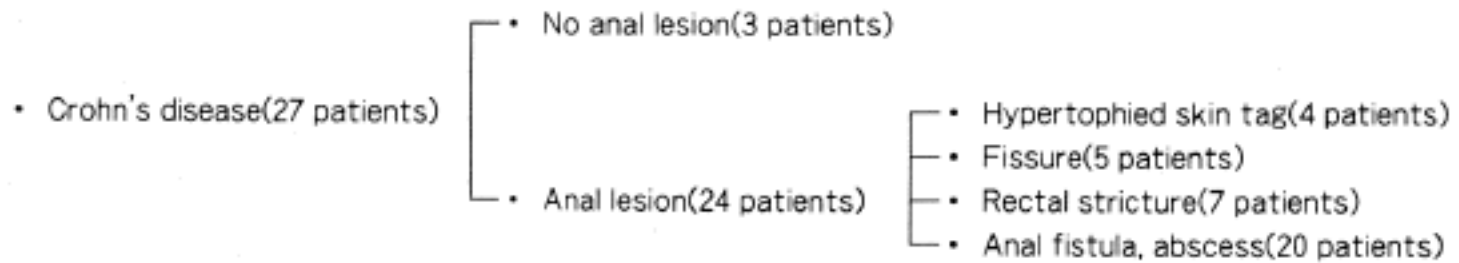 • No anal lesion(3 patients)
• Crohn's disease(27 patients)
• Hypertophied skin tag(4 patients)
• Fissure(5 patients)
• Anal lesion(24 patients)
• Rectal stricture(7 patients)
• Anal fistula, abscess(20 patients)